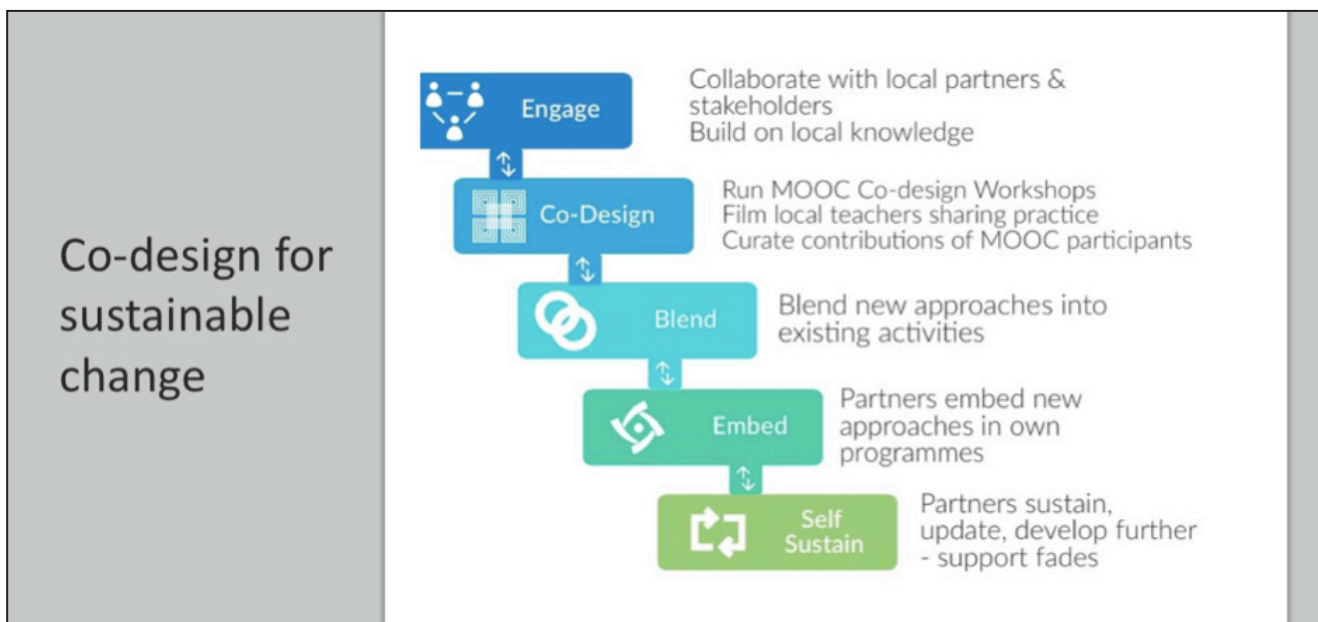 Co-design for
sustainable
change
Engage
Collaborate with local partners &
stakeholders
Build on local knowledge
Co-Design
Run MOOC Co-design Workshops
Film local teachers sharing practice
Curate contributions of MOOC participants
Blend
Blend new approaches into
existing activities
Embed
Partners embed new
approaches in own
programmes
Self
Sustain
Partners sustain,
update, develop further
- support fades